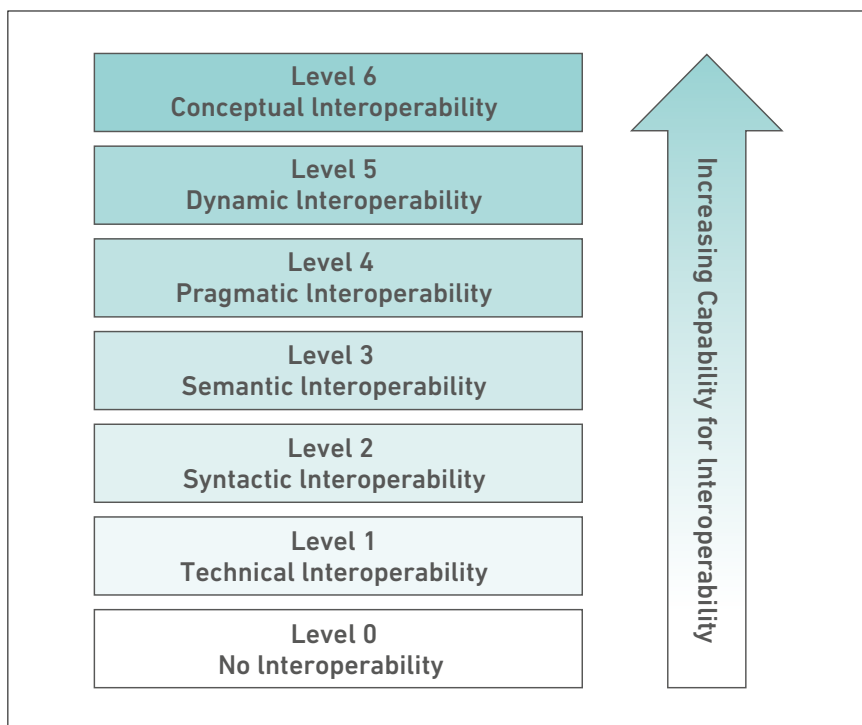 Level 6
Conceptual Interoperability
Level 5
Dynamic Interoperability
Level 4
Pragmatic Interoperability
Level 3
Semantic Interoperability
Level 2
Syntactic Interoperability
Level 1
Technical Interoperability
Level 0
No Interoperability
Increasing Capability for Interoperability